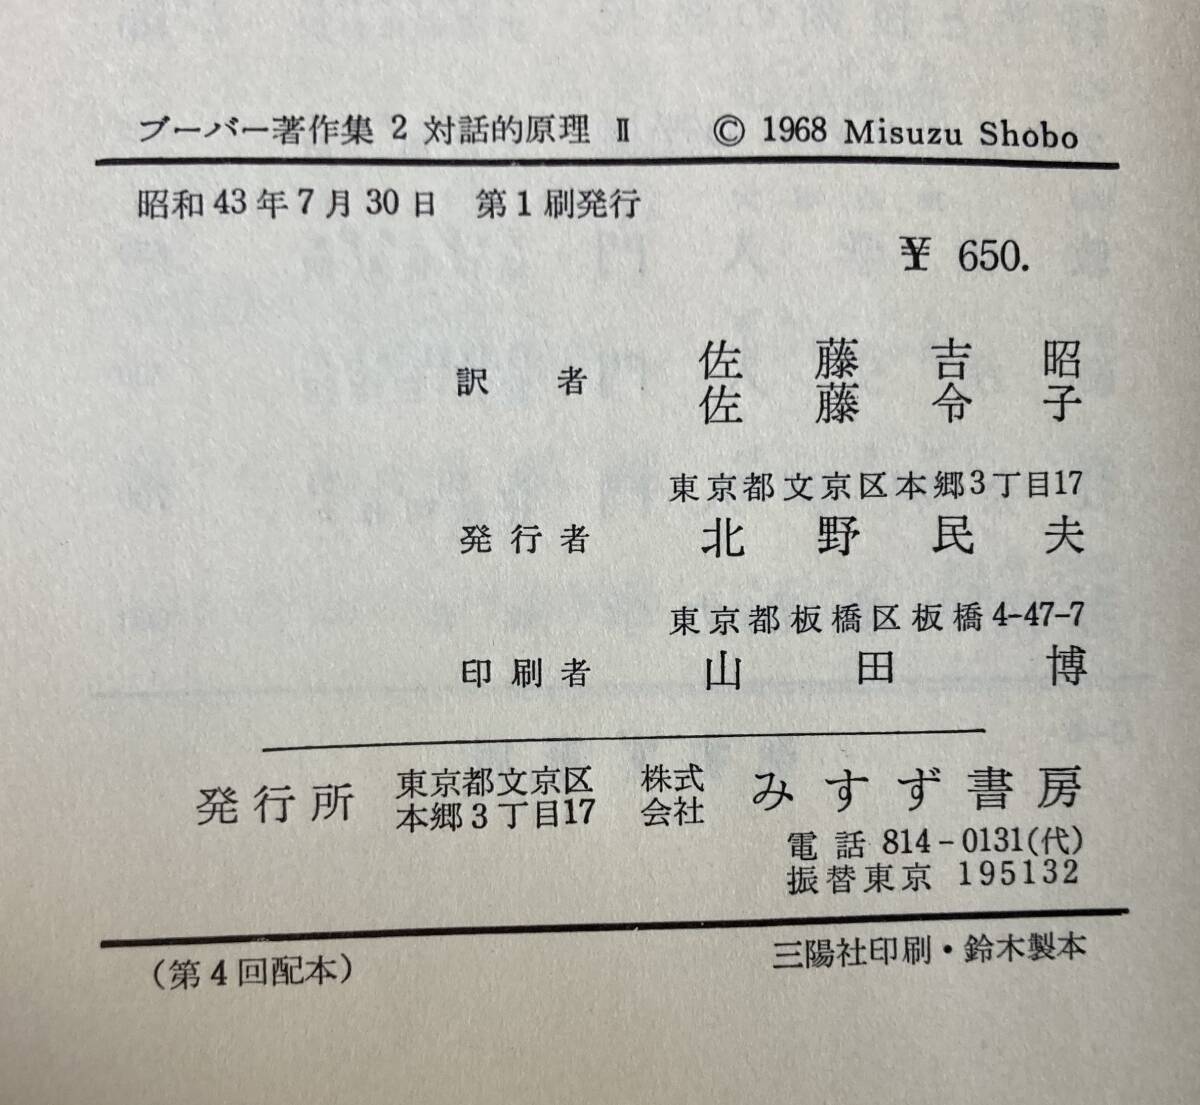 ブーバー著作集 2 対話的原理 Ⅱ © 1968 Misuzu Shobo
昭和43年7月30日 第1刷発行
¥ 650.
訳者 佐藤吉昭
佐藤令子
東京都文京区本郷3丁目17
発行者 北野民夫
東京都板橋区板橋4-47-7
印刷者 山田博
発行所 東京都文京区本郷3丁目17 株式会社 みすず書房
電話 814-0131(代)
振替東京 195132
(第4回配本) 三陽社印刷・鈴木製本